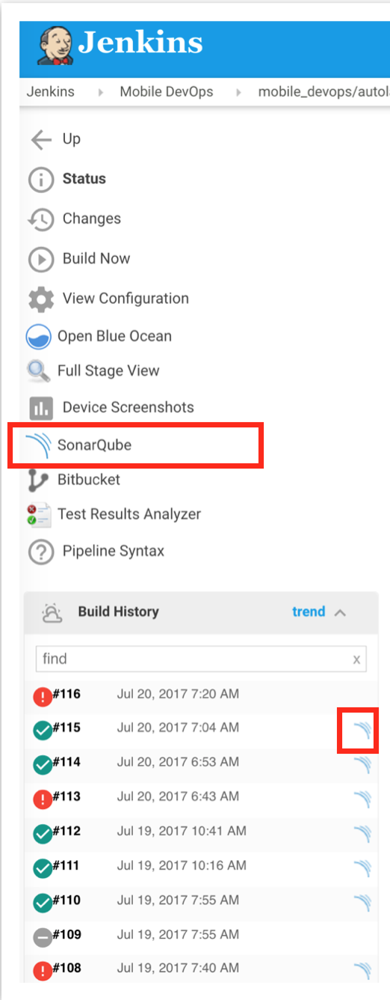 Jenkins
Jenkins Mobile DevOps mobile_devops/autol
Up
Status
Changes
Build Now
View Configuration
Open Blue Ocean
Full Stage View
Device Screenshots
SonarQube
Bitbucket
Test Results Analyzer
Pipeline Syntax
Build History trend
find x
#116 Jul 20, 2017 7:20 AM
#115 Jul 20, 2017 7:04 AM
#114 Jul 20, 2017 6:53 AM
#113 Jul 20, 2017 6:43 AM
#112 Jul 19, 2017 10:41 AM
#111 Jul 19, 2017 10:16 AM
#110 Jul 19, 2017 7:55 AM
#109 Jul 19, 2017 7:55 AM
#108 Jul 19, 2017 7:40 AM